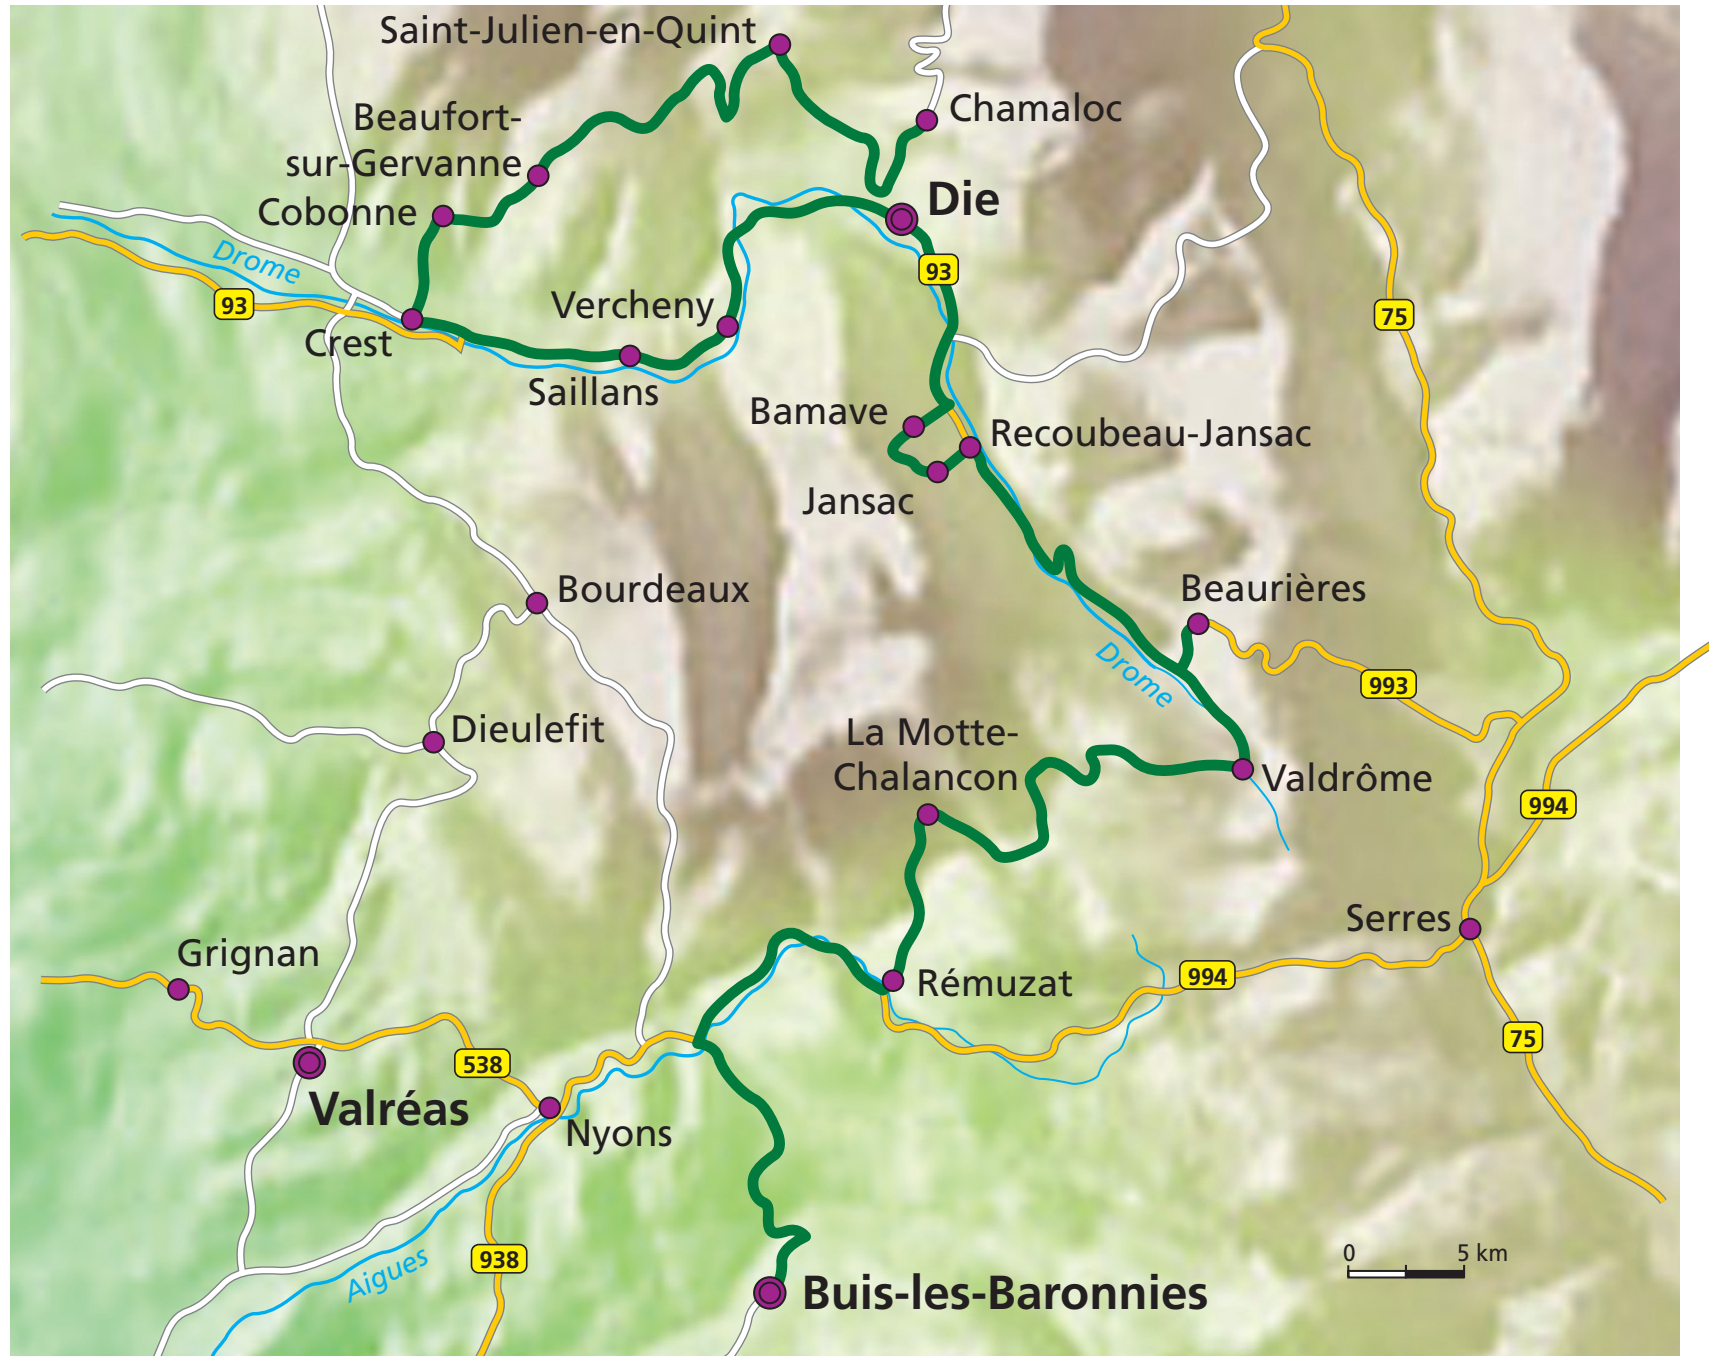 Saint-Julien-en-Quint
Chamaloc
Beaufort-
sur-Gervanne
Cobonne
Die
Drome
93
93
Vercheny
75
Crest
Saillans
Bamave
Recoubeau-Jansac
Jansac
Bourdeaux
Beaurières
Drome
993
Dieulefit
La Motte-
Chalancon
Valdrôme
994
Serres
Grignan
994
Rémuzat
75
538
Valréas
Nyons
938
Aigues
0 5 km
Buis-les-Baronnies